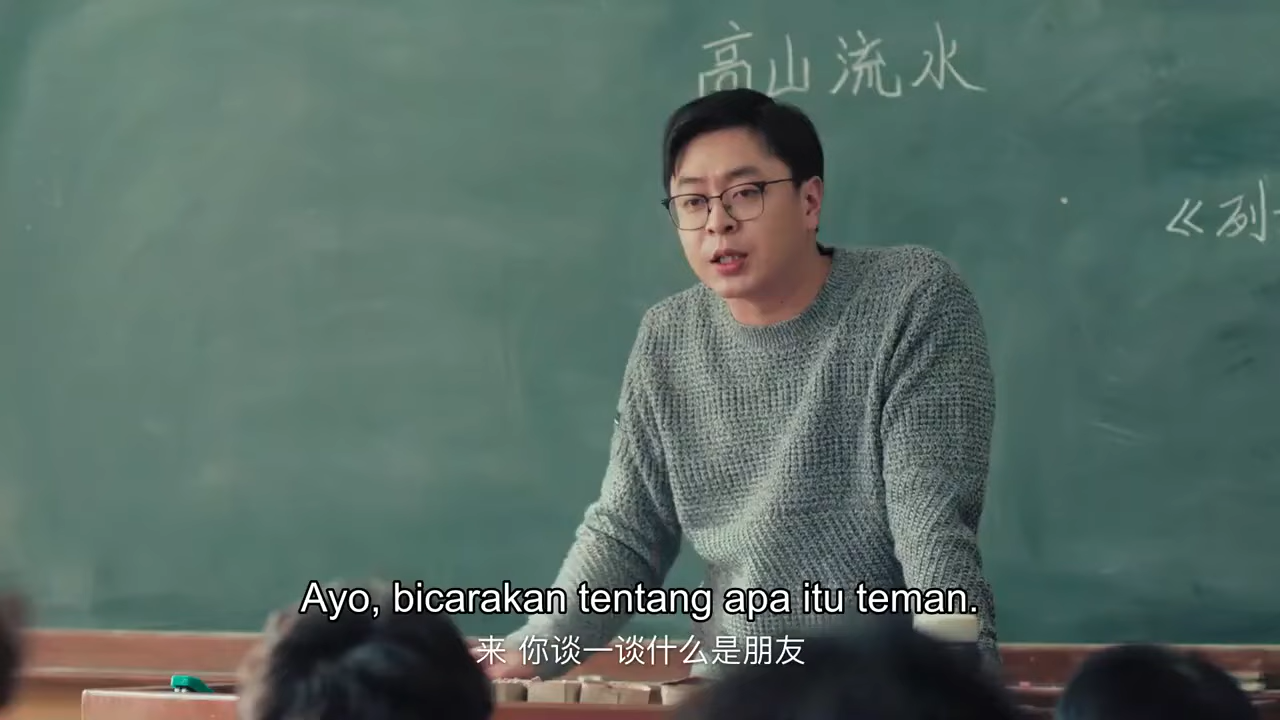 高山流水
《列
Ayo, bicarakan tentang apa itu teman.
来 你谈一谈什么是朋友